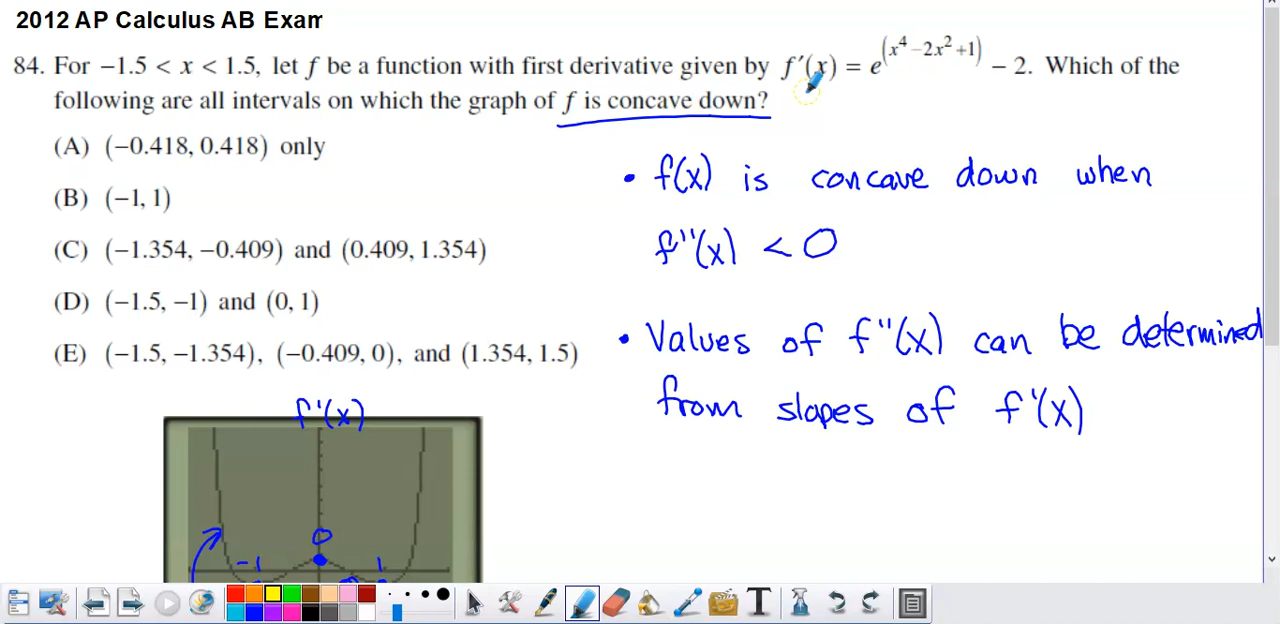 2012 AP Calculus AB Exam
84. For −1.5 < x < 1.5, let f be a function with first derivative given by f′(x) = e^(x⁴ −2x² +1) − 2. Which of the
following are all intervals on which the graph of f is concave down?
(A) (−0.418, 0.418) only
(B) (−1, 1)
(C) (−1.354, −0.409) and (0.409, 1.354)
(D) (−1.5, −1) and (0, 1)
(E) (−1.5, −1.354), (−0.409, 0), and (1.354, 1.5)
• f(x) is concave down when
f''(x) < 0
• Values of f''(x) can be determined
from slopes of f'(x)
f'(x)
0
-1 1
T